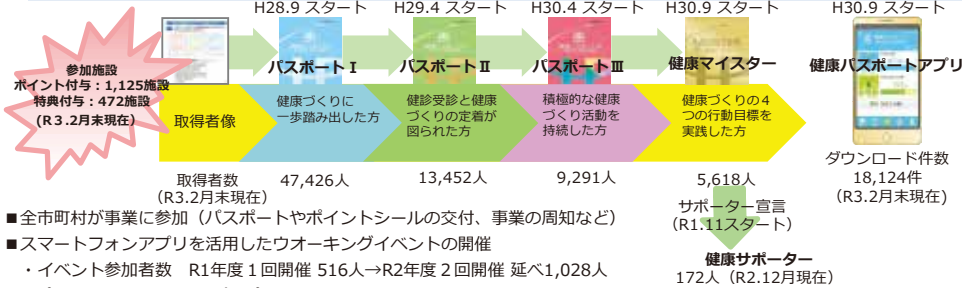 H28.9 スタート H29.4 スタート H30.4 スタート H30.9 スタート H30.9 スタート
参加施設
ポイント付与：1,125施設
特典付与：472施設
(R３.2月末現在)
パスポートⅠ パスポートⅡ パスポートⅢ 健康マイスター 健康パスポートアプリ
取得者像
健康づくりに
一歩踏み出した方
健診受診と健康
づくりの定着が
図られた方
積極的な健康
づくり活動を
持続した方
健康づくりの４
つの行動目標を
実践した方
取得者数
(R3.2月末現在)
47,426人 13,452人 9,291人 5,618人
ダウンロード件数
18,124件
(R3.2月末現在)
サポーター宣言
(R1.11スタート)
健康サポーター
172人（R2.12月現在）
■全市町村が事業に参加（パスポートやポイントシールの交付、事業の周知など）
■スマートフォンアプリを活用したウオーキングイベントの開催
・イベント参加者数 R1年度１回開催 516人→R2年度２回開催 延べ1,028人